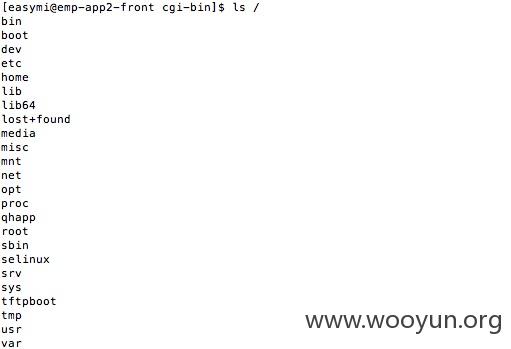 [easymi@emp-app2-front cgi-bin]$ ls /
bin
boot
dev
etc
home
lib
lib64
lost+found
media
misc
mnt
net
opt
proc
qhapp
root
sbin
selinux
srv
sys
tftpboot
tmp
usr
var
www.wooyun.org